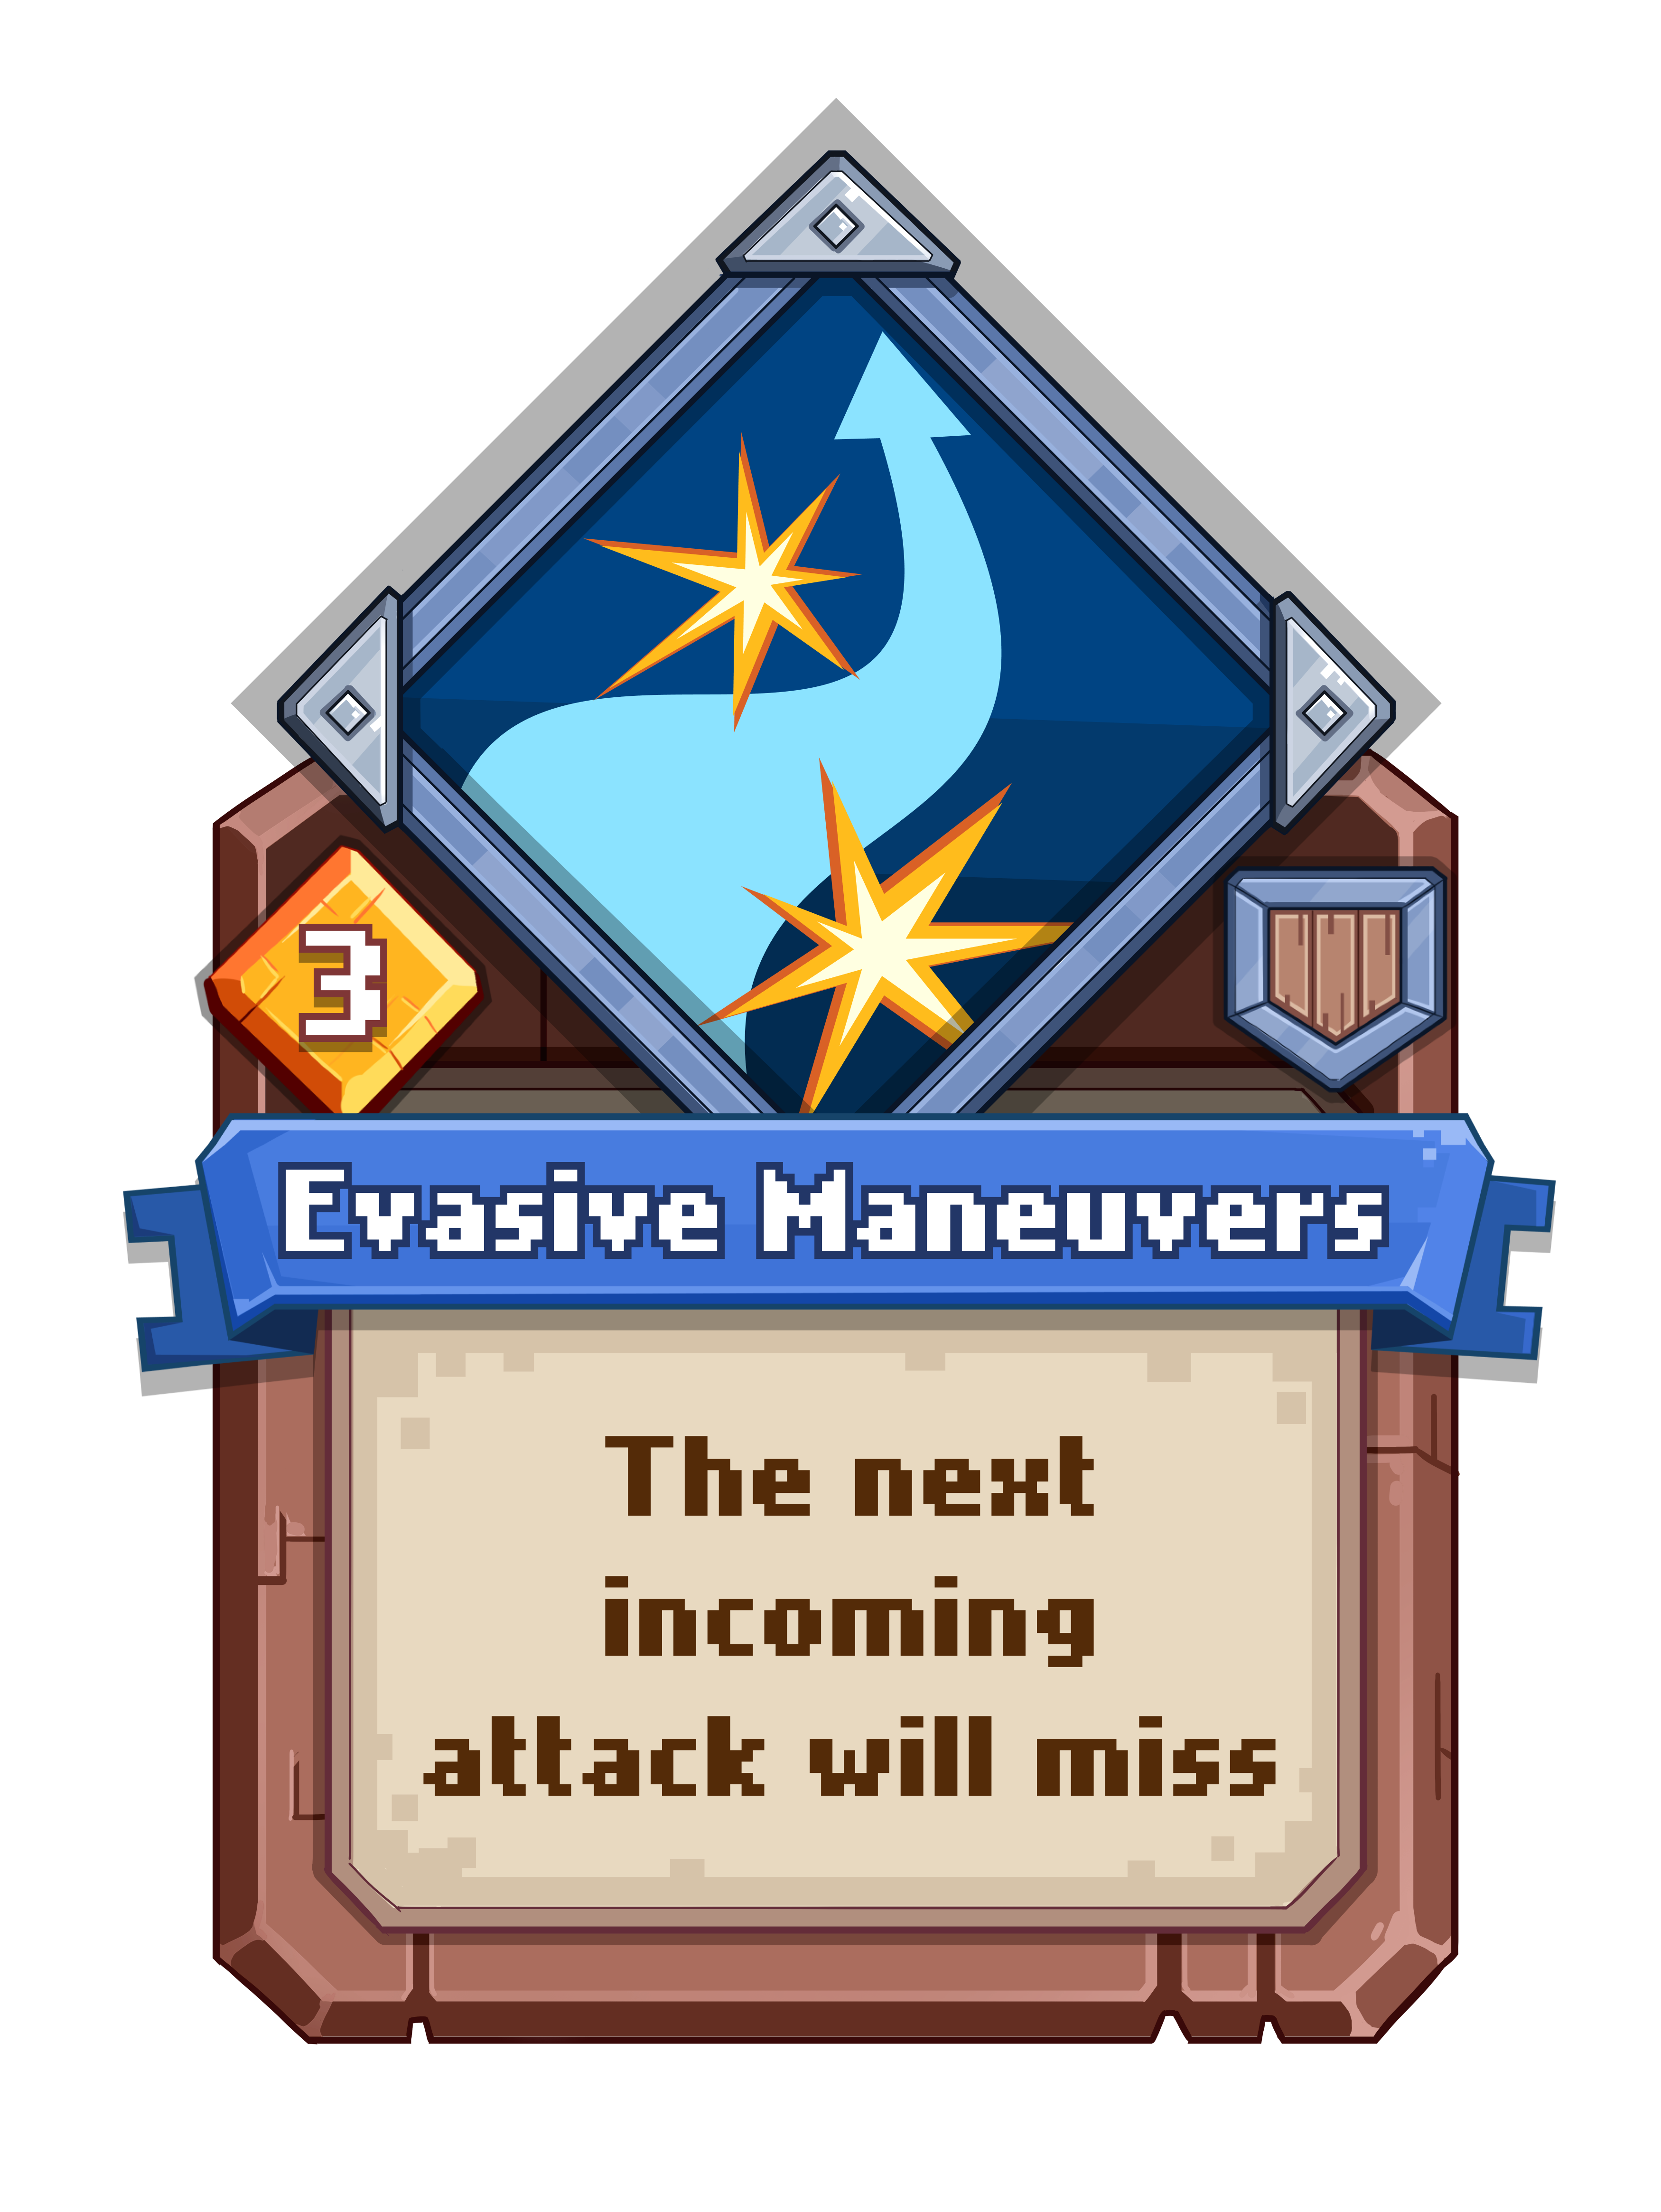 3
Evasive Maneuvers
The next
incoming
attack will miss